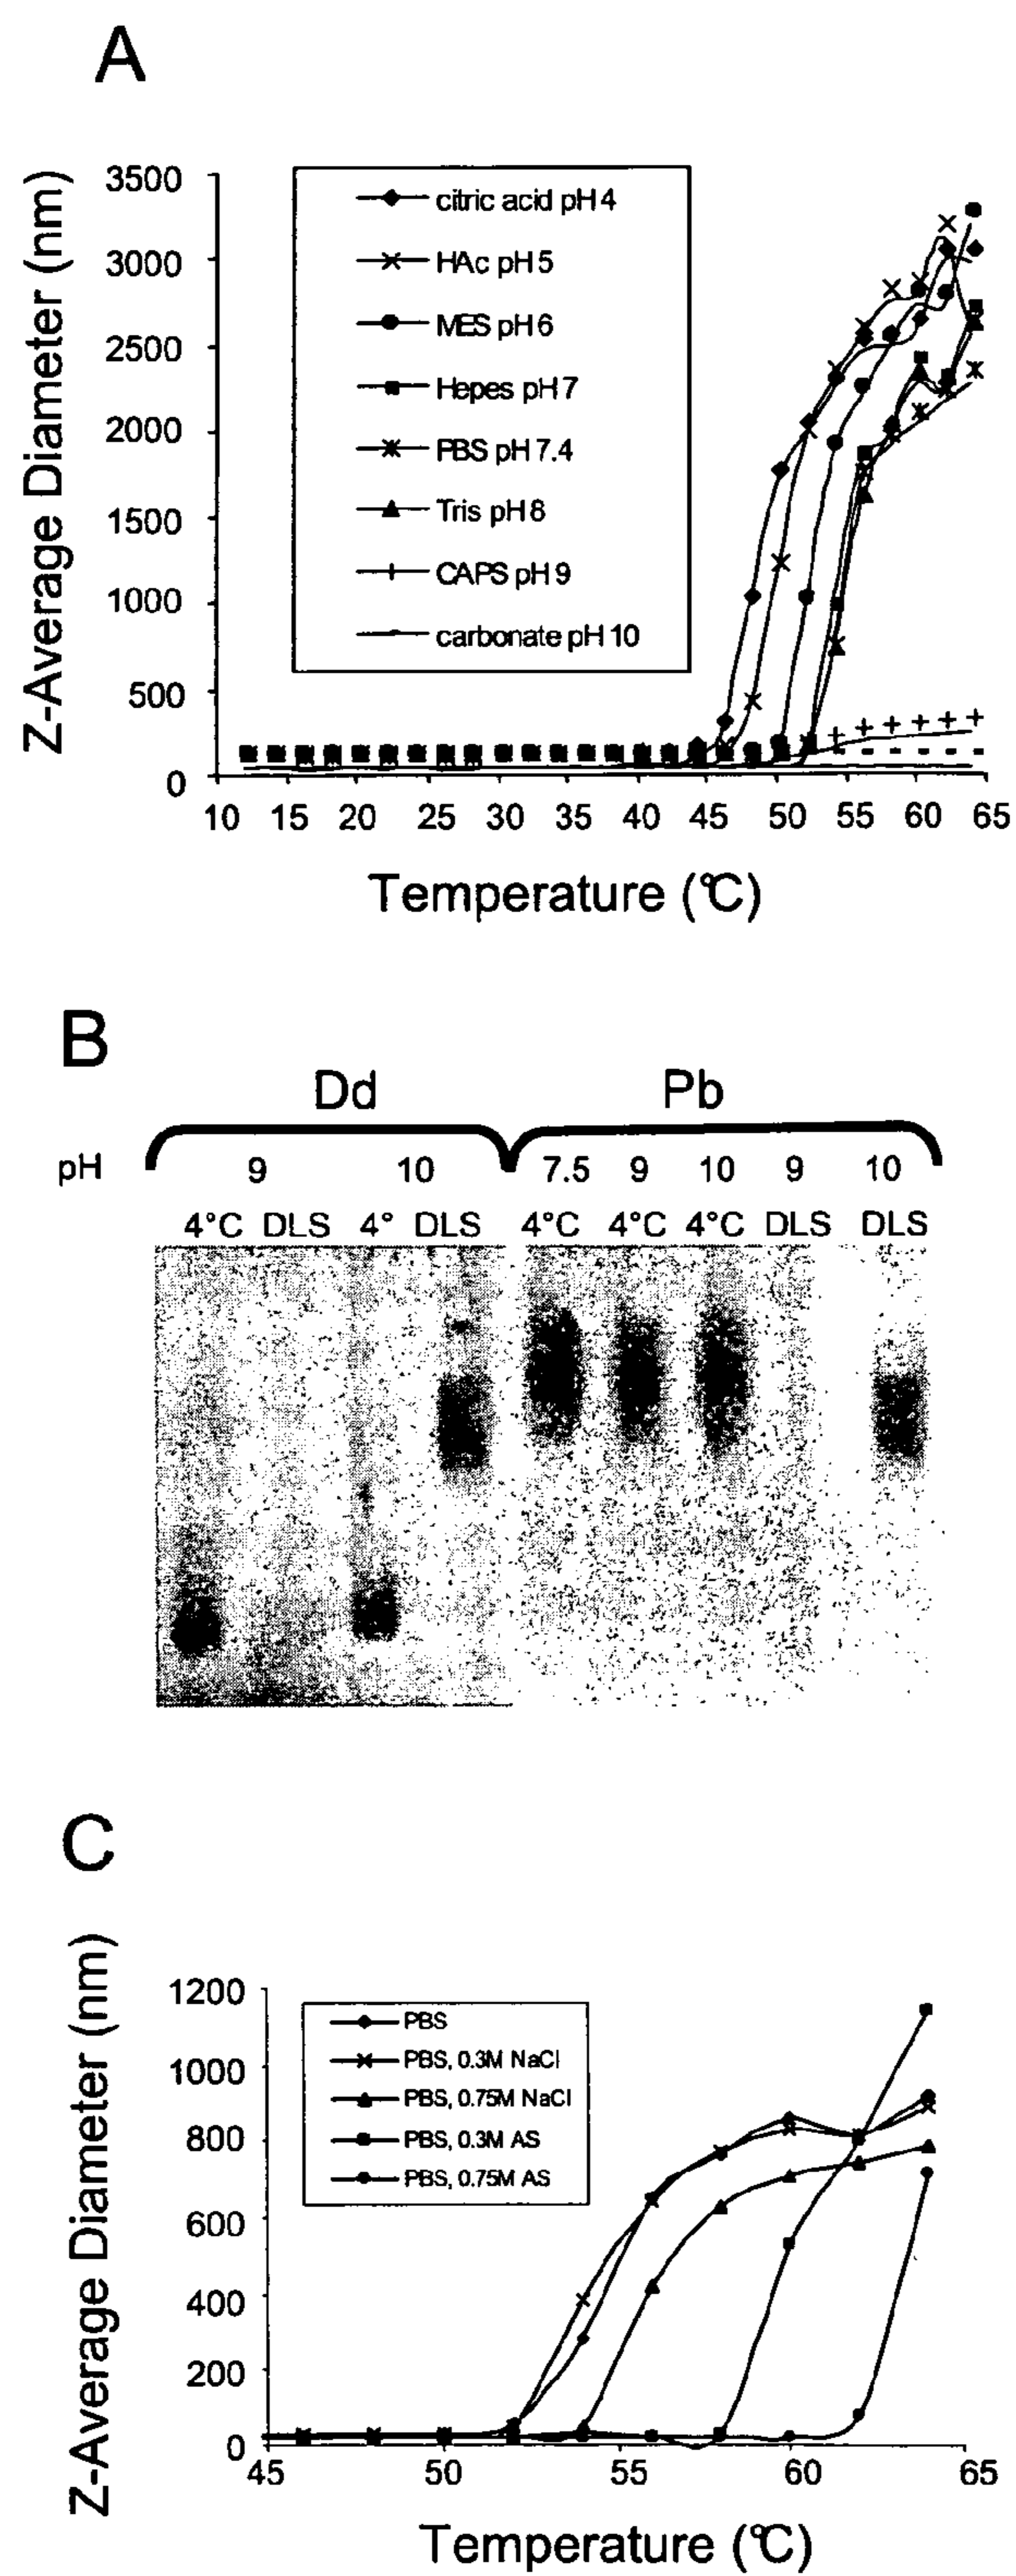 A
Z-Average Diameter (nm)
3500
3000
2500
2000
1500
1000
500
0
citric acid pH 4
HAc pH 5
MES pH 6
Hepes pH 7
PBS pH 7.4
Tris pH 8
CAPS pH 9
carbonate pH 10
10 15 20 25 30 35 40 45 50 55 60 65
Temperature (°C)
B
Dd Pb
pH 9 10 7.5 9 10 9 10
4°C DLS 4° DLS 4°C 4°C 4°C DLS DLS
C
Z-Average Diameter (nm)
1200
1000
800
600
400
200
0
PBS
PBS, 0.3M NaCl
PBS, 0.75M NaCl
PBS, 0.3M AS
PBS, 0.75M AS
45 50 55 60 65
Temperature (°C)